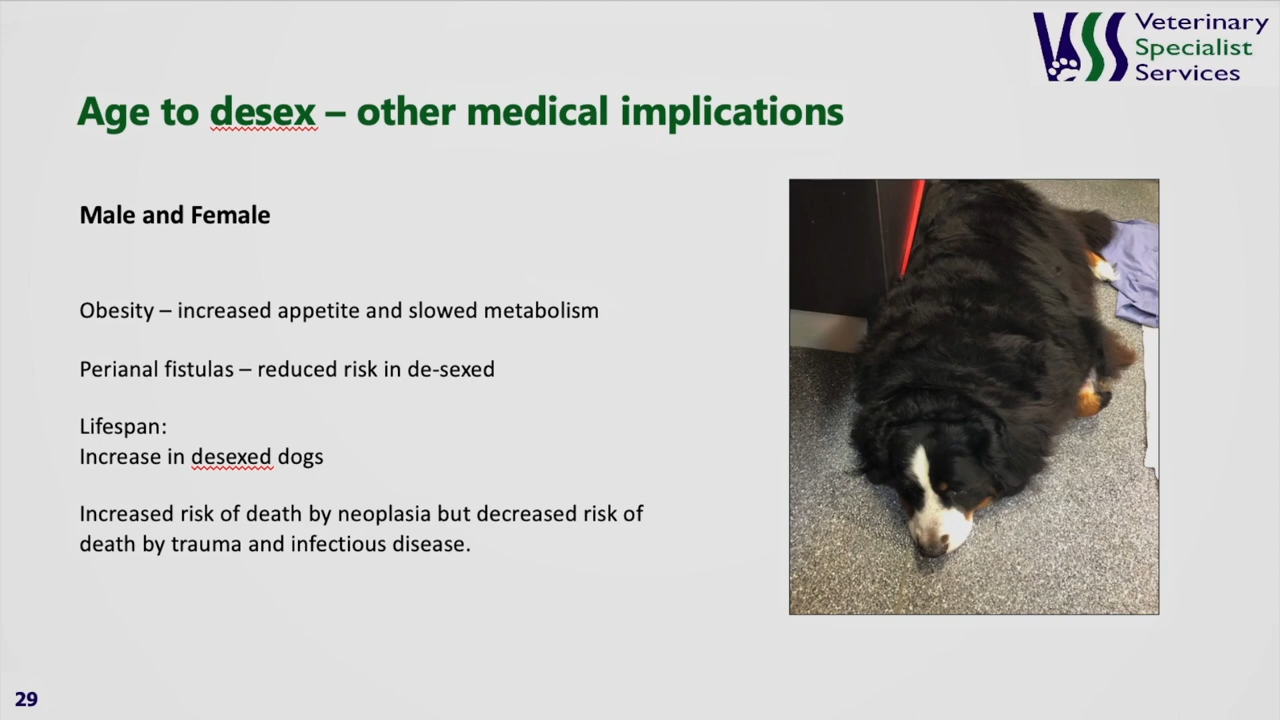 Veterinary
Specialist
Services
VSS
Age to desex – other medical implications
Male and Female
Obesity – increased appetite and slowed metabolism
Perianal fistulas – reduced risk in de-sexed
Lifespan:
Increase in desexed dogs
Increased risk of death by neoplasia but decreased risk of
death by trauma and infectious disease.
29